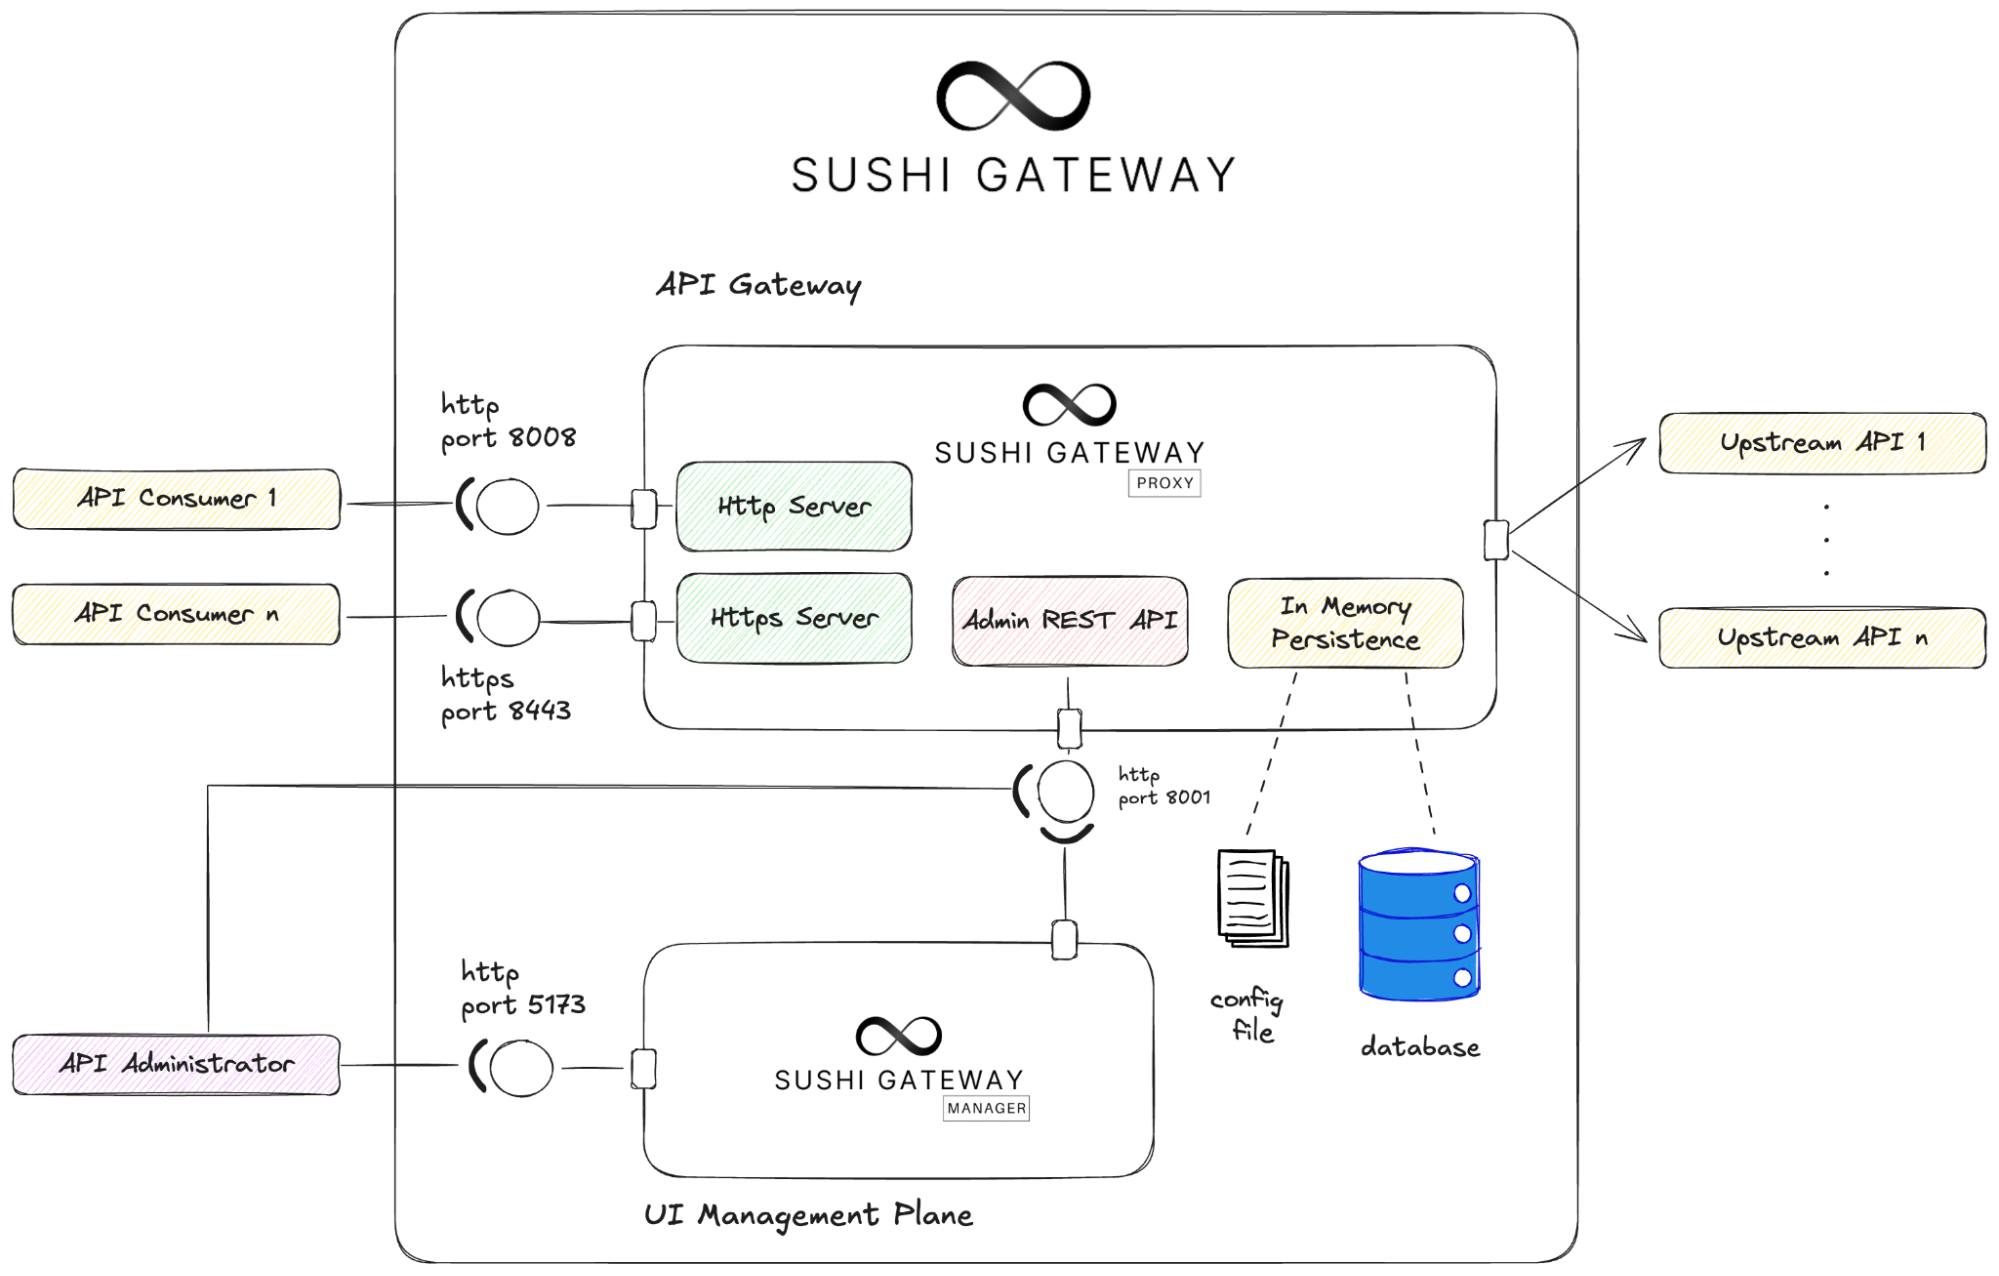 SUSHI GATEWAY
API Gateway
http
port 8008
SUSHI GATEWAY
PROXY
API Consumer 1
Http Server
Upstream API 1
API Consumer n
Https Server
Admin REST API
In Memory
Persistence
Upstream API n
https
port 8443
http
port 8001
http
port 5173
config
file
database
API Administrator
SUSHI GATEWAY
MANAGER
UI Management Plane